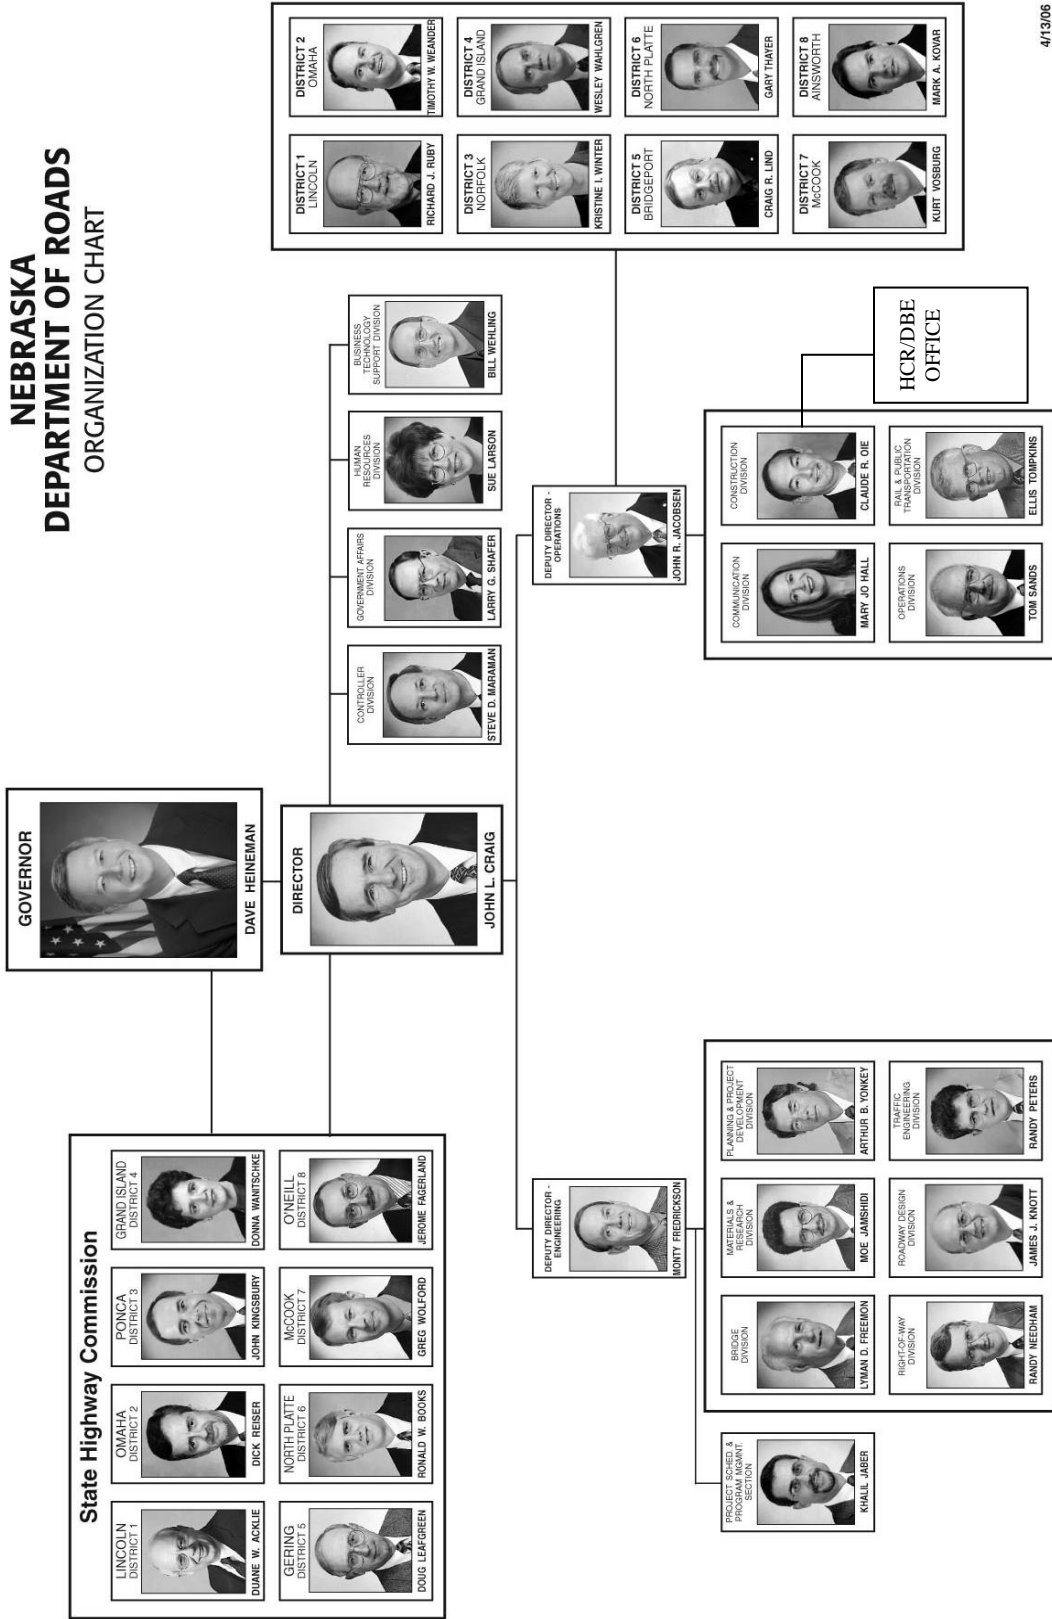 NEBRASKA
DEPARTMENT OF ROADS
ORGANIZATION CHART
GOVERNOR
DAVE HEINEMAN
DIRECTOR
JOHN L. CRAIG
State Highway Commission
LINCOLN
DISTRICT 1
DUANE W. ACKLIE
OMAHA
DISTRICT 2
DICK REISER
PONCA
DISTRICT 3
JOHN KINGSBURY
GRAND ISLAND
DISTRICT 4
DONNA WANITSCHKE
GERING
DISTRICT 5
DOUG LEAFGREEN
NORTH PLATTE
DISTRICT 6
RONALD W. BOOKS
McCOOK
DISTRICT 7
GREG WOLFORD
O'NEILL
DISTRICT 8
JEROME FAGERLAND
CONTROLLER
DIVISION
STEVE D. MARAMAN
GOVERNMENT AFFAIRS
DIVISION
LARRY G. SHAFER
HUMAN
RESOURCES
DIVISION
SUE LARSON
BUSINESS
TECHNOLOGY
SUPPORT DIVISION
BILL WEHLING
DEPUTY DIRECTOR -
ENGINEERING
MONTY FREDRICKSON
DEPUTY DIRECTOR -
OPERATIONS
JOHN R. JACOBSEN
DISTRICT 1
LINCOLN
RICHARD J. RUBY
DISTRICT 2
OMAHA
TIMOTHY W. WEANDER
DISTRICT 3
NORFOLK
KRISTINE I. WINTER
DISTRICT 4
GRAND ISLAND
WESLEY WAHLGREN
DISTRICT 5
BRIDGEPORT
CRAIG R. LIND
DISTRICT 6
NORTH PLATTE
GARY THAYER
DISTRICT 7
McCOOK
KURT VOSBURG
DISTRICT 8
AINSWORTH
MARK A. KOVAR
PROJECT SCHED. &
PROGRAM MGMNT.
SECTION
KHALIL JABER
BRIDGE
DIVISION
LYMAN D. FREEMON
MATERIALS &
RESEARCH
DIVISION
MOE JAMSHIDI
PLANNING & PROJECT
DEVELOPMENT
DIVISION
ARTHUR B. YONKEY
RIGHT-OF-WAY
DIVISION
RANDY NEEDHAM
ROADWAY DESIGN
DIVISION
JAMES J. KNOTT
TRAFFIC
ENGINEERING
DIVISION
RANDY PETERS
COMMUNICATION
DIVISION
MARY JO HALL
CONSTRUCTION
DIVISION
CLAUDE R. OIE
OPERATIONS
DIVISION
TOM SANDS
RAIL & PUBLIC
TRANSPORTATION
DIVISION
ELLIS TOMPKINS
HCR/DBE
OFFICE
4/13/06